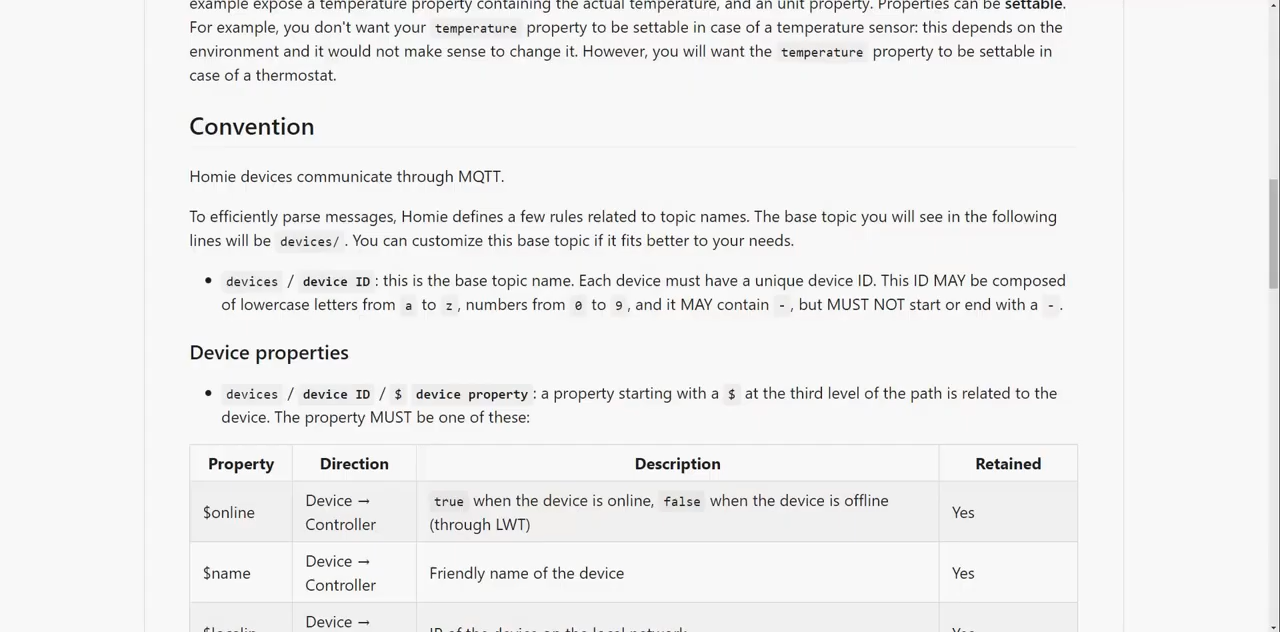 example expose a temperature property containing the actual temperature, and an unit property. Properties can be settable.
For example, you don't want your temperature property to be settable in case of a temperature sensor: this depends on the
environment and it would not make sense to change it. However, you will want the temperature property to be settable in
case of a thermostat.
Convention
Homie devices communicate through MQTT.
To efficiently parse messages, Homie defines a few rules related to topic names. The base topic you will see in the following
lines will be devices/ . You can customize this base topic if it fits better to your needs.
• devices / device ID : this is the base topic name. Each device must have a unique device ID. This ID MAY be composed
of lowercase letters from a to z , numbers from 0 to 9 , and it MAY contain - , but MUST NOT start or end with a - .
Device properties
• devices / device ID / $ device property : a property starting with a $ at the third level of the path is related to the
device. The property MUST be one of these:
Property Direction Description Retained
$online Device → Controller true when the device is online, false when the device is offline (through LWT) Yes
$name Device → Controller Friendly name of the device Yes
Device →